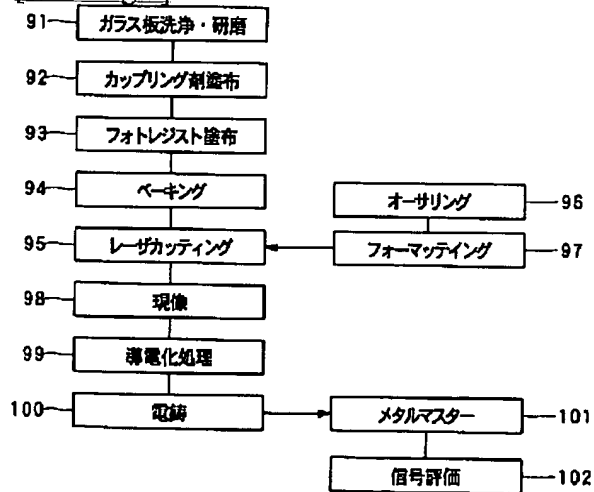 91 ガラス板洗浄・研磨
92 カップリング剤塗布
93 フォトレジスト塗布
94 ベーキング
オーサリング 96
95 レーザカッティング
フォーマッテイング 97
98 現像
99 導電化処理
100 電鋳
メタルマスター 101
信号評価 102